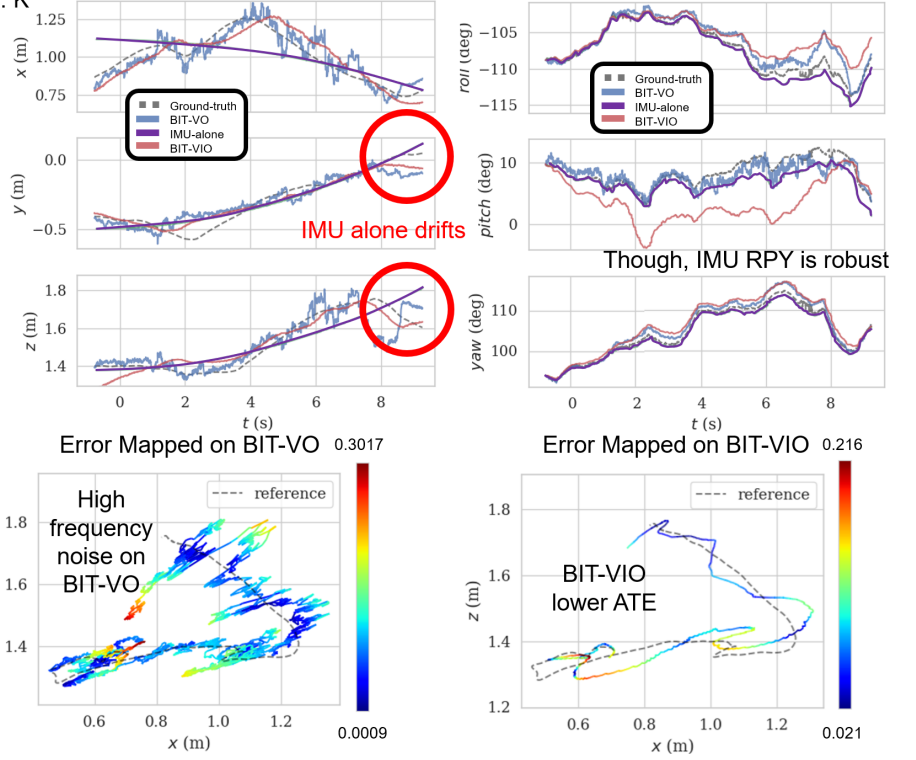 : K
1.25
1.00
0.75
x (m)
Ground-truth
BIT-VO
IMU-alone
BIT-VIO
0.0
−0.5
y (m)
IMU alone drifts
1.8
1.6
1.4
z (m)
0
2
4
6
8
t (s)
−105
−110
−115
roll (deg)
Ground-truth
BIT-VO
IMU-alone
BIT-VIO
10
0
pitch (deg)
Though, IMU RPY is robust
110
100
yaw (deg)
0
2
4
6
8
t (s)
Error Mapped on BIT-VO
0.3017
reference
High
frequency
noise on
BIT-VO
1.8
1.6
1.4
0.6
0.8
1.0
1.2
x (m)
0.0009
Error Mapped on BIT-VIO
0.216
reference
BIT-VIO
lower ATE
1.8
1.6
1.4
1.2
z (m)
0.6
0.8
1.0
1.2
x (m)
0.021